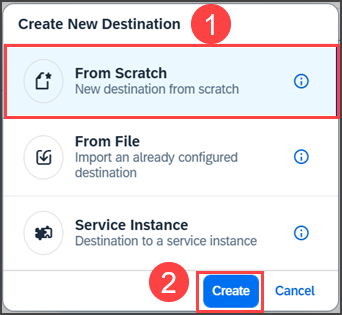 Create New Destination
1
From Scratch
New destination from scratch
From File
Import an already configured
destination
Service Instance
Destination to a service instance
2
Create
Cancel